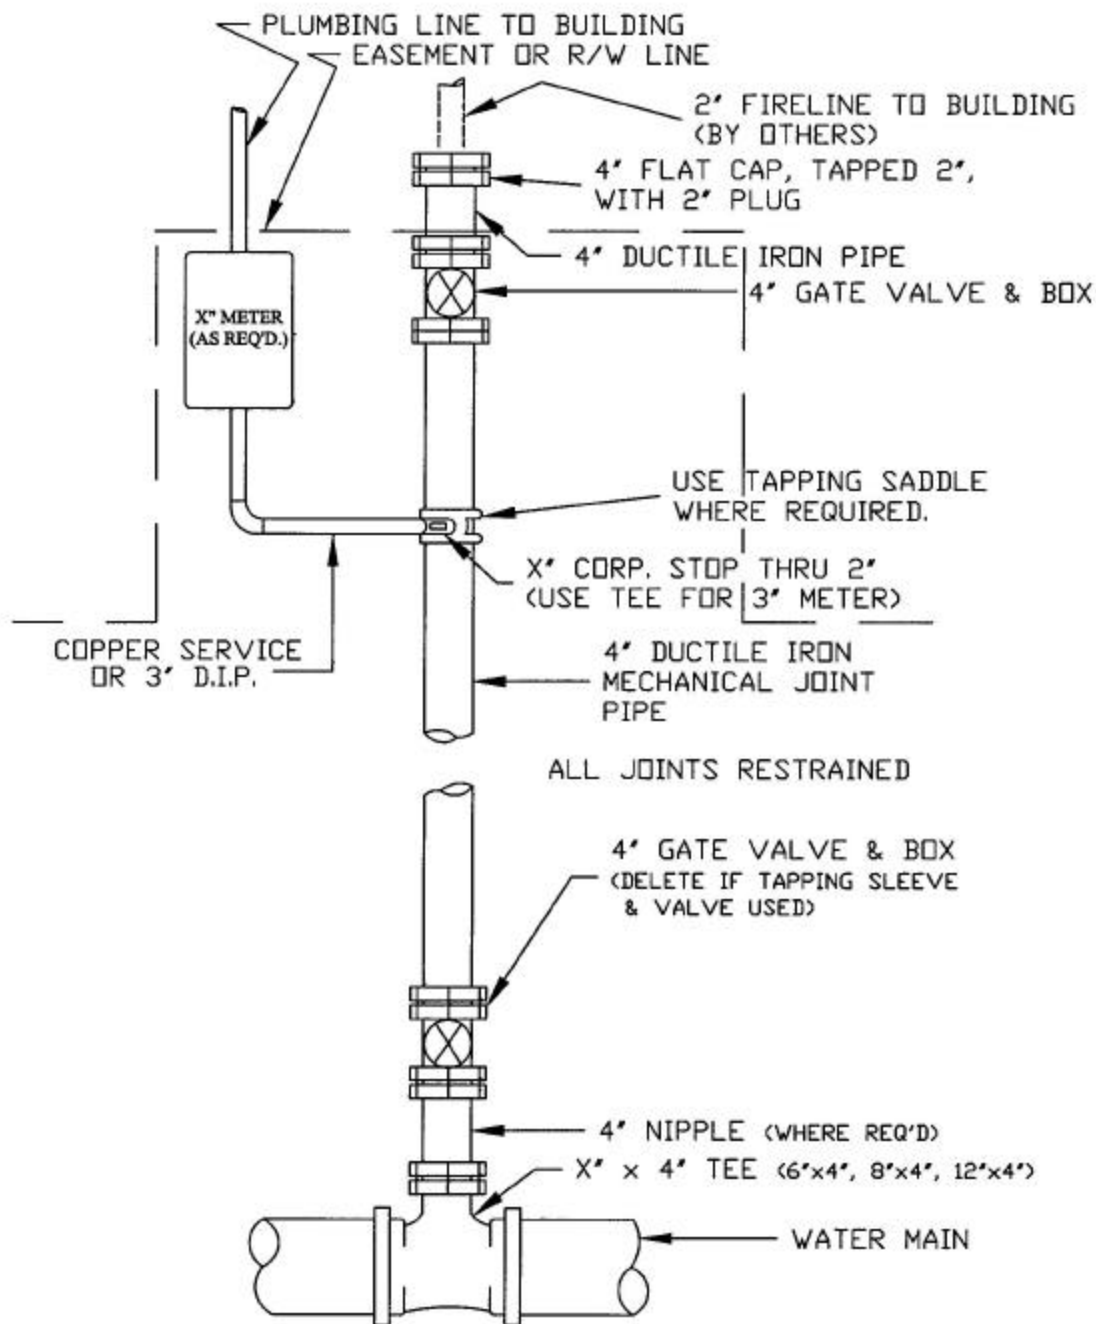 PLUMBING LINE TO BUILDING
EASEMENT OR R/W LINE
2" FIRELINE TO BUILDING
(BY OTHERS)
4" FLAT CAP, TAPPED 2",
WITH 2" PLUG
4" DUCTILE IRON PIPE
4" GATE VALVE & BOX
X" METER
(AS REQ'D.)
USE TAPPING SADDLE
WHERE REQUIRED.
X" CORP. STOP THRU 2"
(USE TEE FOR 3" METER)
COPPER SERVICE
OR 3" D.I.P.
4" DUCTILE IRON
MECHANICAL JOINT
PIPE
ALL JOINTS RESTRAINED
4" GATE VALVE & BOX
(DELETE IF TAPPING SLEEVE
& VALVE USED)
4" NIPPLE (WHERE REQ'D)
X" x 4" TEE (6"x4", 8"x4", 12"x4")
WATER MAIN